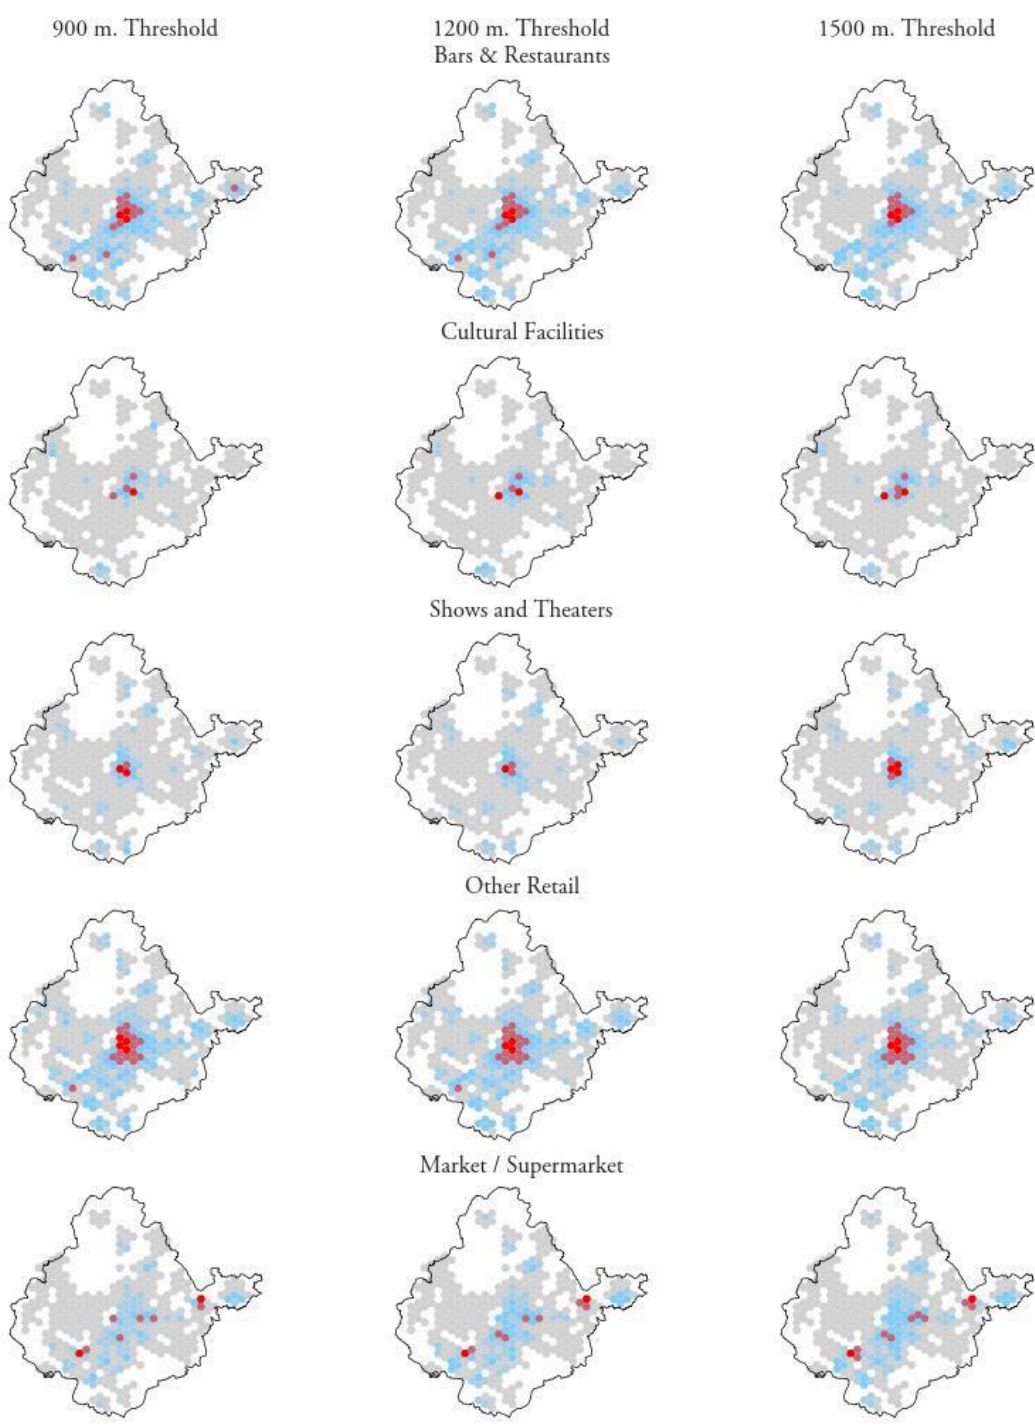 900 m. Threshold
1200 m. Threshold
1500 m. Threshold
Bars & Restaurants
Cultural Facilities
Shows and Theaters
Other Retail
Market / Supermarket